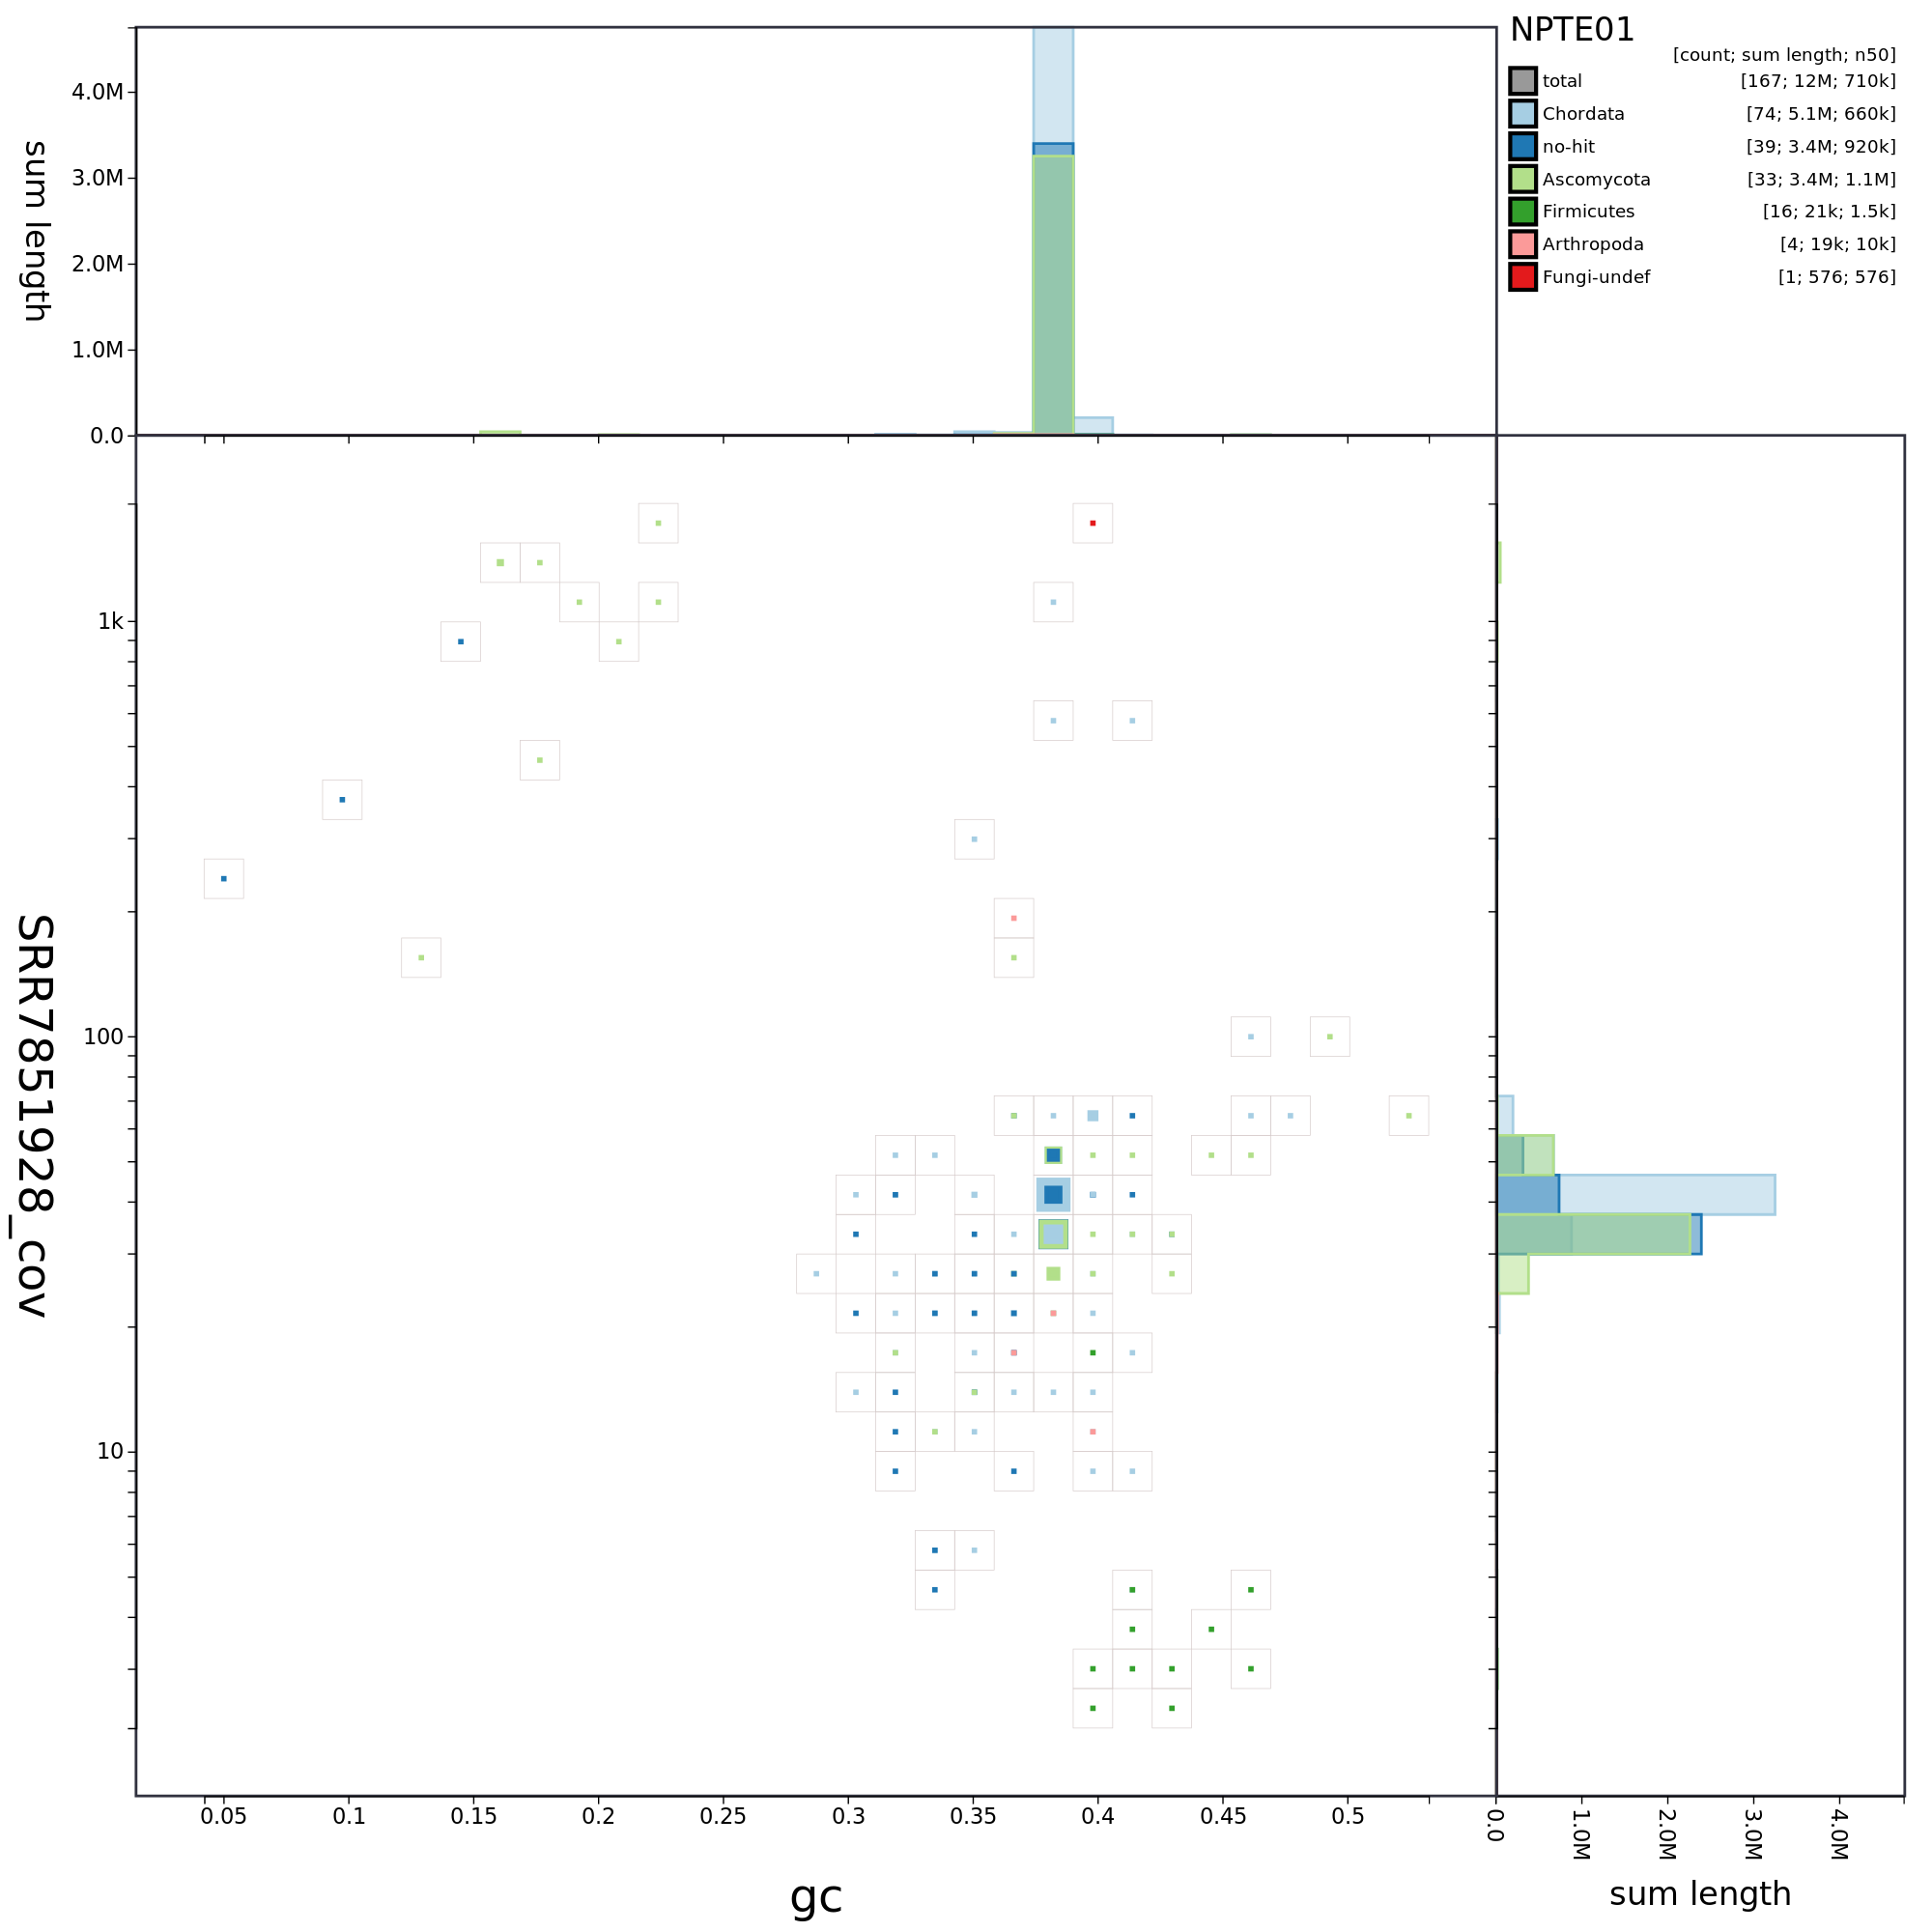 NPTE01
[count; sum length; n50]
total [167; 12M; 710k]
Chordata [74; 5.1M; 660k]
no-hit [39; 3.4M; 920k]
Ascomycota [33; 3.4M; 1.1M]
Firmicutes [16; 21k; 1.5k]
Arthropoda [4; 19k; 10k]
Fungi-undef [1; 576; 576]
sum length
4.0M
3.0M
2.0M
1.0M
0.0
SRR7851928_cov
1k
100
10
0.05 0.1 0.15 0.2 0.25 0.3 0.35 0.4 0.45 0.5
gc
0.0 1.0M 2.0M 3.0M 4.0M
sum length